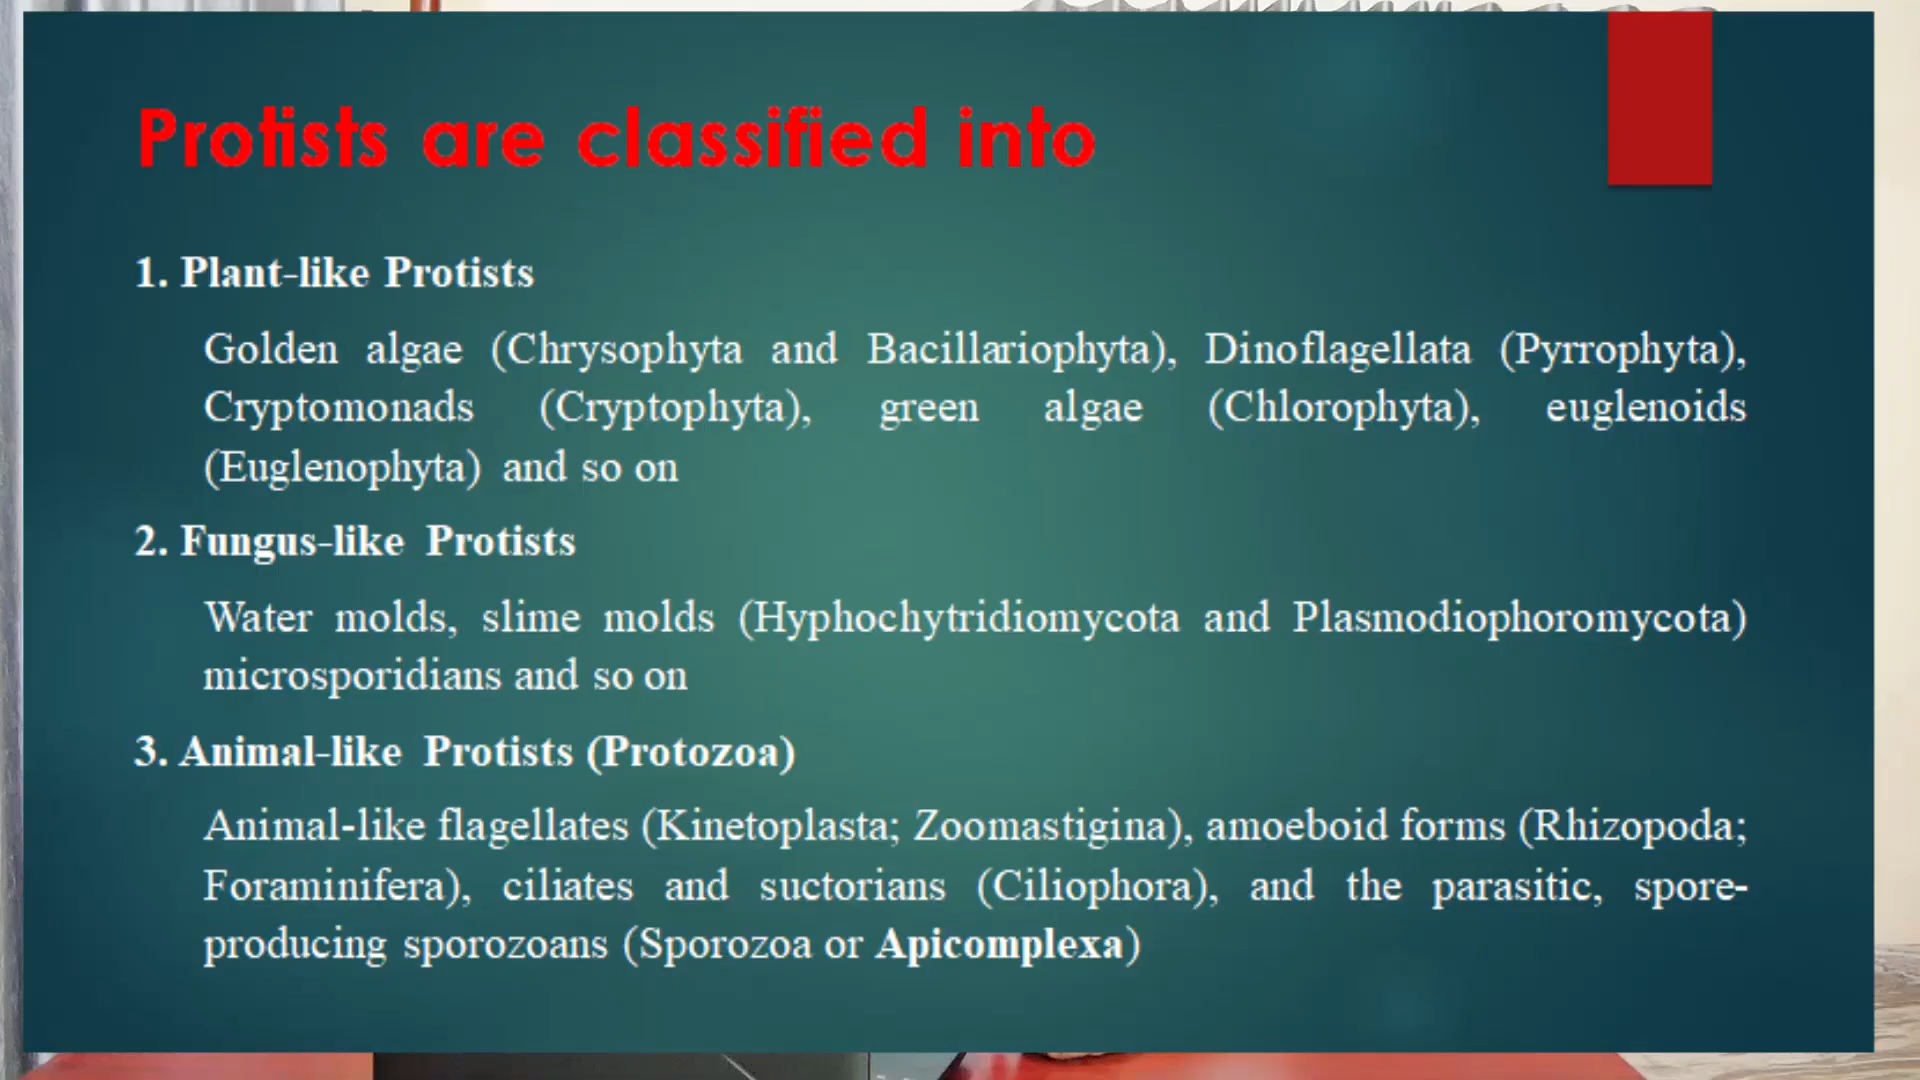 Protists are classified into
1. Plant-like Protists
Golden algae (Chrysophyta and Bacillariophyta), Dinoflagellata (Pyrrophyta),
Cryptomonads (Cryptophyta), green algae (Chlorophyta), euglenoids
(Euglenophyta) and so on
2. Fungus-like Protists
Water molds, slime molds (Hyphochytridiomycota and Plasmodiophoromycota)
microsporidians and so on
3. Animal-like Protists (Protozoa)
Animal-like flagellates (Kinetoplasta; Zoomastigina), amoeboid forms (Rhizopoda;
Foraminifera), ciliates and suctorians (Ciliophora), and the parasitic, spore-
producing sporozoans (Sporozoa or Apicomplexa)